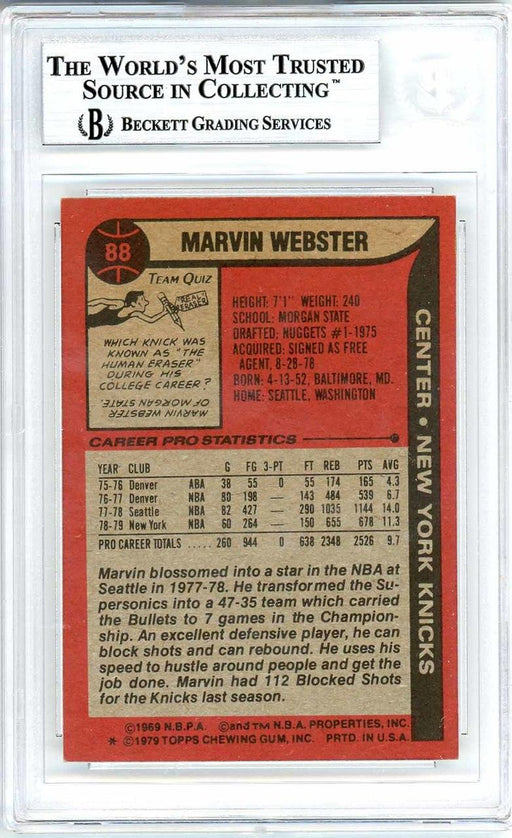 THE WORLD'S MOST TRUSTED
SOURCE IN COLLECTING™
B BECKETT GRADING SERVICES
88
MARVIN WEBSTER
TEAM QUIZ
"REAL" ERASER
WHICH KNICK WAS
KNOWN AS "THE
HUMAN ERASER"
DURING HIS
COLLEGE CAREER?
MARVIN WEBSTER
OF MORGAN STATE
HEIGHT: 7'1" WEIGHT: 240
SCHOOL: MORGAN STATE
DRAFTED: NUGGETS #1-1975
ACQUIRED: SIGNED AS FREE
AGENT, 8-28-78
BORN: 4-13-52, BALTIMORE, MD.
HOME: SEATTLE, WASHINGTON
CENTER • NEW YORK KNICKS
CAREER PRO STATISTICS
YEAR CLUB G FG 3-PT FT REB PTS AVG
75-76 Denver NBA 38 55 0 55 174 165 4.3
76-77 Denver NBA 80 198 — 143 484 539 6.7
77-78 Seattle NBA 82 427 — 290 1035 1144 14.0
78-79 New York NBA 60 264 — 150 655 678 11.3
PRO CAREER TOTALS ..... 260 944 0 638 2348 2526 9.7
Marvin blossomed into a star in the NBA at
Seattle in 1977-78. He transformed the Su-
personics into a 47-35 team which carried
the Bullets to 7 games in the Champion-
ship. An excellent defensive player, he can
block shots and can rebound. He uses his
speed to hustle around people and get the
job done. Marvin had 112 Blocked Shots
for the Knicks last season.
©1969 N.B.P.A. ©and TM N.B.A. PROPERTIES, INC.
* ©1979 TOPPS CHEWING GUM, INC. PRTD. IN U.S.A.